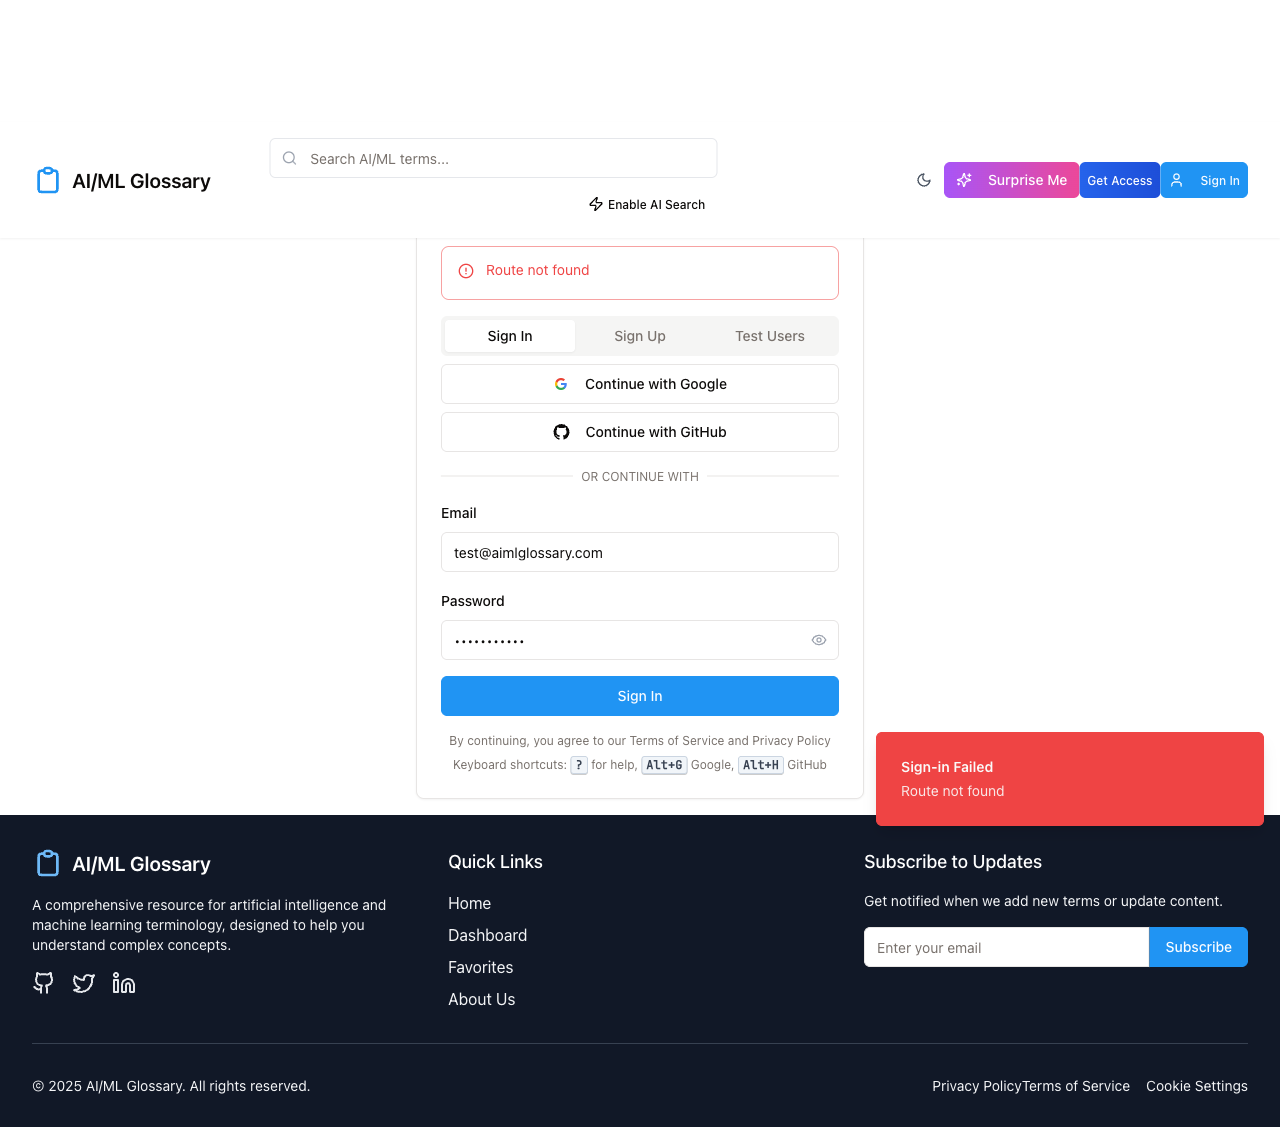 Search AI/ML terms...
AI/ML Glossary
Surprise Me
Get Access
Sign In
Enable AI Search
Route not found
Sign In
Sign Up
Test Users
Continue with Google
Continue with GitHub
OR CONTINUE WITH
Email
test@aimlglossary.com
Password
•••••••••••
Sign In
By continuing, you agree to our Terms of Service and Privacy Policy
Keyboard shortcuts: ? for help, Alt+G Google, Alt+H GitHub
Sign-in Failed
Route not found
AI/ML Glossary
A comprehensive resource for artificial intelligence and
machine learning terminology, designed to help you
understand complex concepts.
Quick Links
Home
Dashboard
Favorites
About Us
Subscribe to Updates
Get notified when we add new terms or update content.
Enter your email
Subscribe
© 2025 AI/ML Glossary. All rights reserved.
Privacy Policy
Terms of Service
Cookie Settings